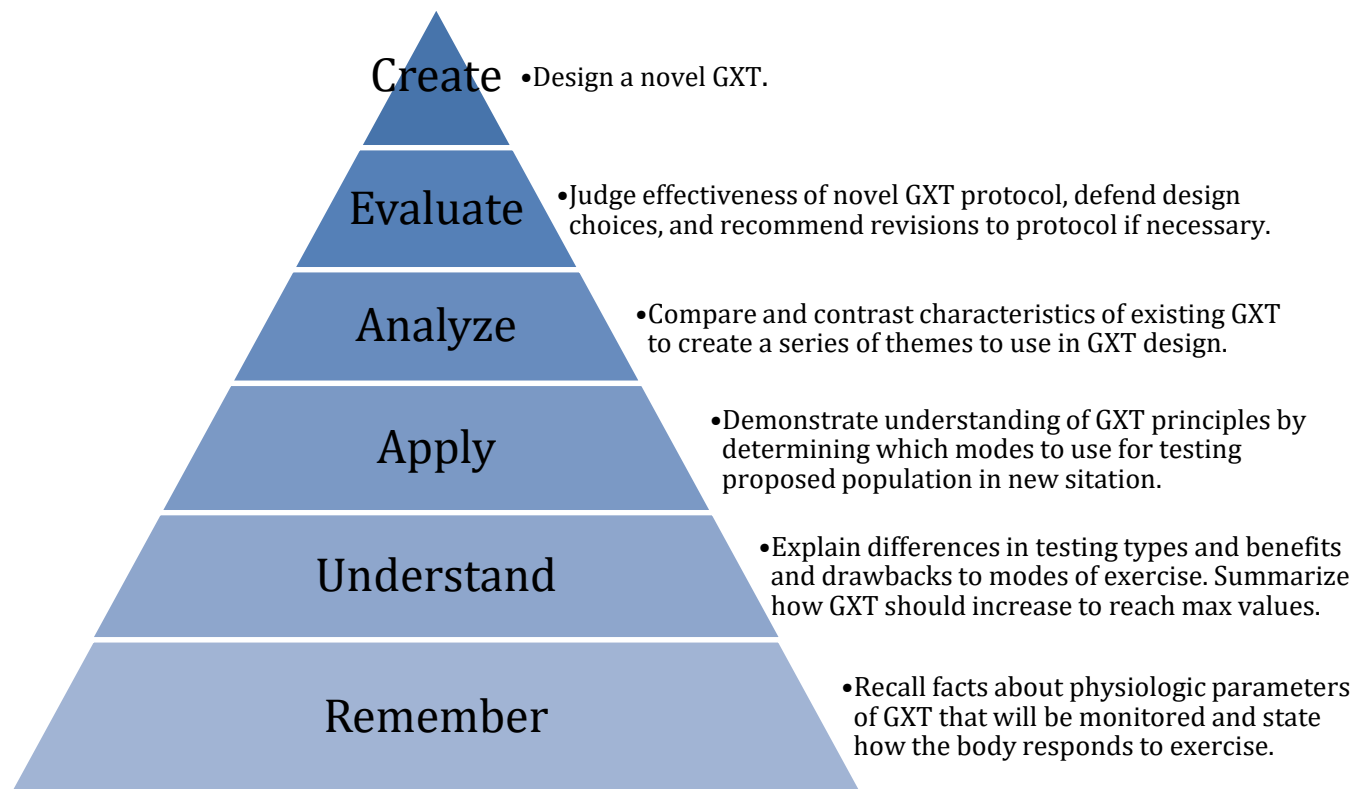 Create
•Design a novel GXT.
Evaluate
•Judge effectiveness of novel GXT protocol, defend design
choices, and recommend revisions to protocol if necessary.
Analyze
•Compare and contrast characteristics of existing GXT
to create a series of themes to use in GXT design.
Apply
•Demonstrate understanding of GXT principles by
determining which modes to use for testing
proposed population in new sitation.
Understand
•Explain differences in testing types and benefits
and drawbacks to modes of exercise. Summarize
how GXT should increase to reach max values.
Remember
•Recall facts about physiologic parameters
of GXT that will be monitored and state
how the body responds to exercise.